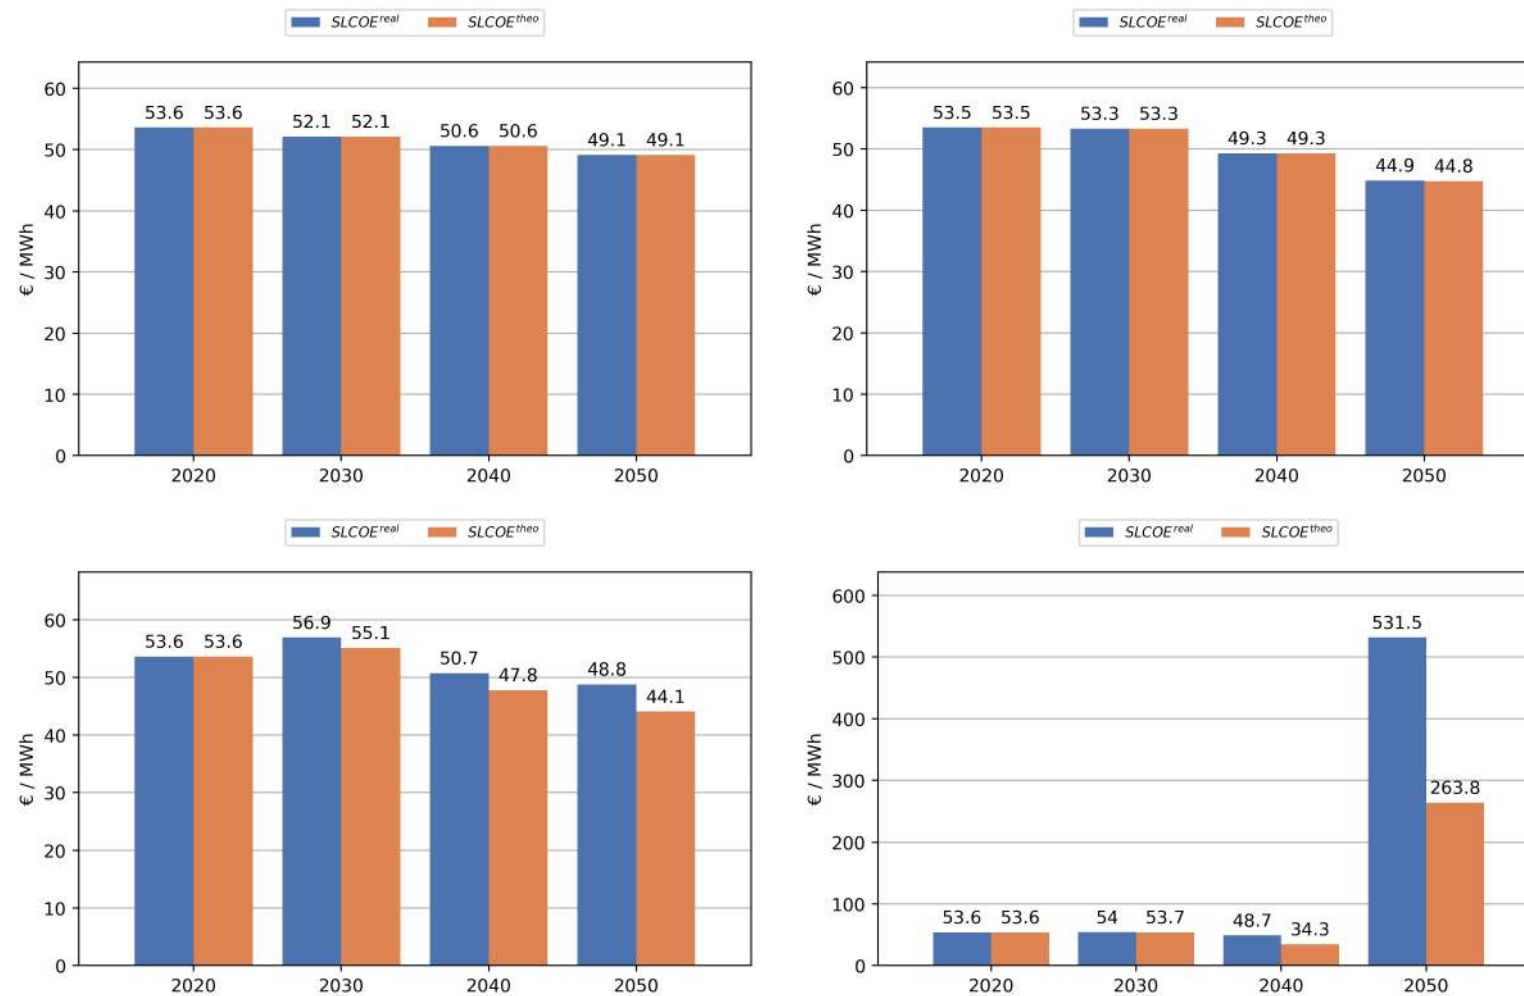 SLCOE^real SLCOE^theo
€ / MWh
60
50
40
30
20
10
0
53.6 53.6 52.1 52.1 50.6 50.6 49.1 49.1
2020 2030 2040 2050
SLCOE^real SLCOE^theo
€ / MWh
60
50
40
30
20
10
0
53.5 53.5 53.3 53.3 49.3 49.3 44.9 44.8
2020 2030 2040 2050
SLCOE^real SLCOE^theo
€ / MWh
60
50
40
30
20
10
0
53.6 53.6 56.9 55.1 50.7 47.8 48.8 44.1
2020 2030 2040 2050
SLCOE^real SLCOE^theo
€ / MWh
600
500
400
300
200
100
0
53.6 53.6 54 53.7 48.7 34.3 531.5 263.8
2020 2030 2040 2050